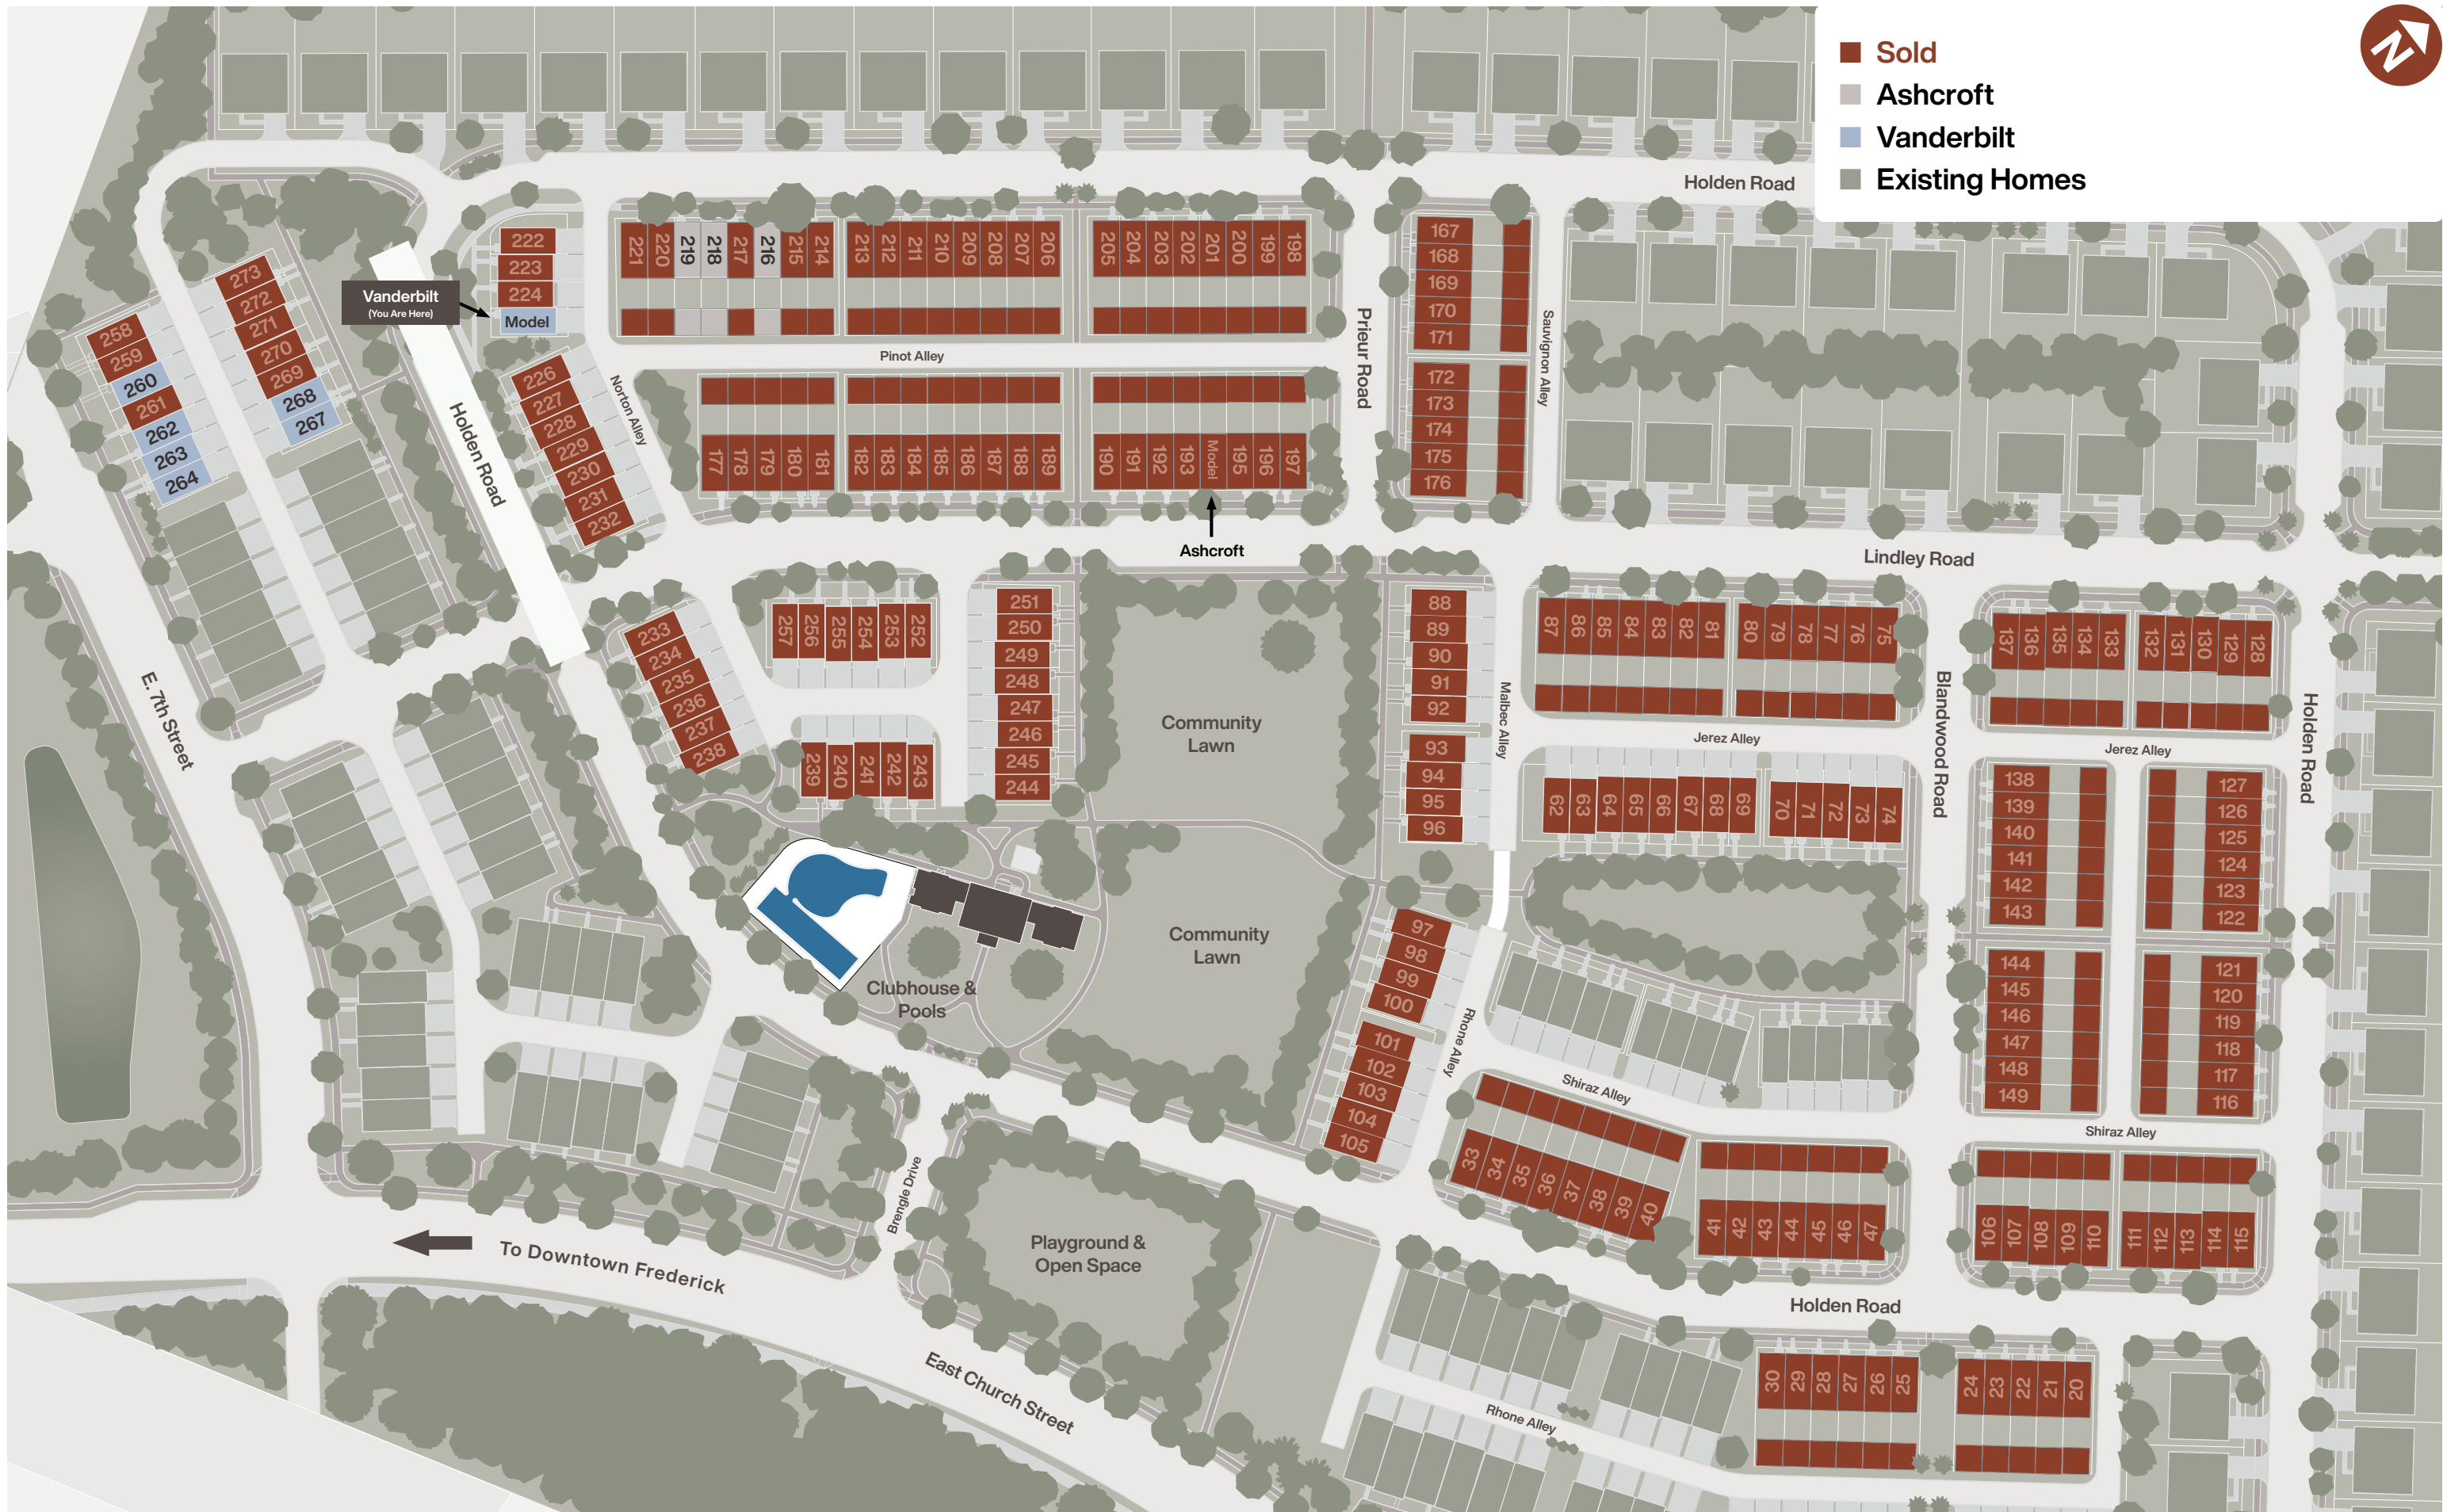 Sold
Ashcroft
Vanderbilt
Existing Homes
N
Holden Road
222
223
224
Model
Vanderbilt
(You Are Here)
221 220 219 218 217 216 215 214
213 212 211 210 209 208 207 206
205 204 203 202 201 200 199 198
Pinot Alley
177 178 179 180 181
182 183 184 185 186 187 188 189
190 191 192 193 Model 195 196 197
Ashcroft
Prieur Road
167
168
169
170
171
172
173
174
175
176
Sauvignon Alley
273
272
271
270
269
268
267
258
259
260
261
262
263
264
Holden Road
226
227
228
229
230
231
232
Norton Alley
Lindley Road
E. 7th Street
233
234
235
236
237
238
257 256 255 254 253 252
239 240 241 242 243
251
250
249
248
247
246
245
244
Community
Lawn
Community
Lawn
Clubhouse &
Pools
88
89
90
91
92
93
94
95
96
Malbec Alley
87 86 85 84 83 82 81
80 79 78 77 76 75
Jerez Alley
62 63 64 65 66 67 68 69
70 71 72 73 74
Blandwood Road
137 136 135 134 133
132 131 130 129 128
Jerez Alley
Holden Road
138
139
140
141
142
143
127
126
125
124
123
122
144
145
146
147
148
149
121
120
119
118
117
116
Shiraz Alley
97
98
99
100
101
102
103
104
105
Rhone Alley
Shiraz Alley
33 34 35 36 37 38 39 40
41 42 43 44 45 46 47
106 107 108 109 110
111 112 113 114 115
Holden Road
30 29 28 27 26 25
24 23 22 21 20
Rhone Alley
Brengle Drive
Playground &
Open Space
To Downtown Frederick
East Church Street